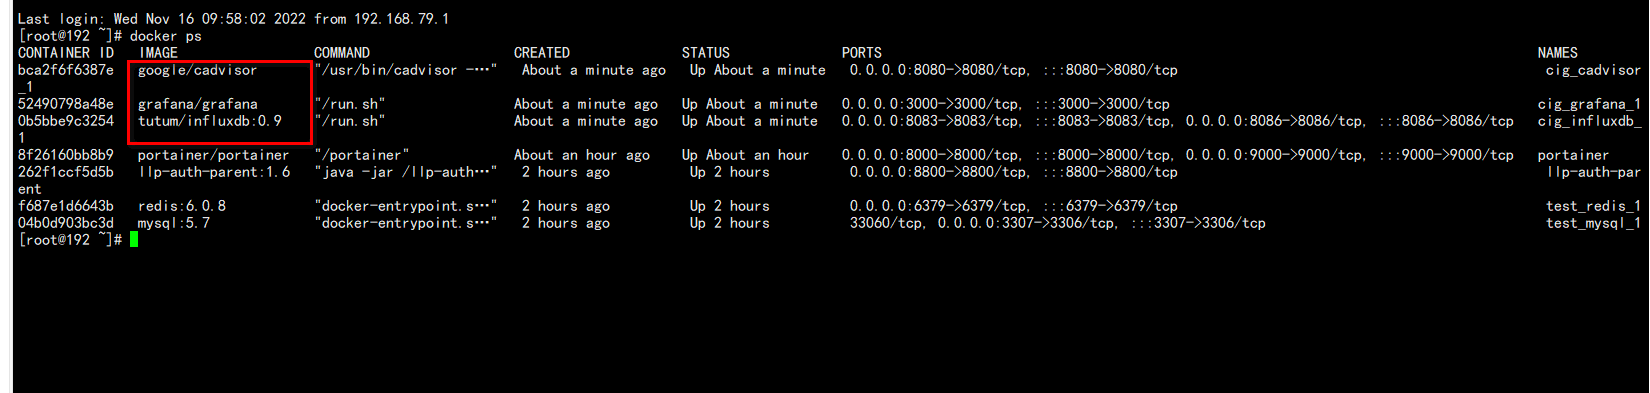 Last login: Wed Nov 16 09:58:02 2022 from 192.168.79.1
[root@192 ~]# docker ps
CONTAINER ID   IMAGE                 COMMAND                  CREATED              STATUS              PORTS                                                                                  NAMES
bca2f6f6387e   google/cadvisor       "/usr/bin/cadvisor -…"   About a minute ago   Up About a minute   0.0.0.0:8080->8080/tcp, :::8080->8080/tcp                                              cig_cadvisor
_1
52490798a48e   grafana/grafana       "/run.sh"                About a minute ago   Up About a minute   0.0.0.0:3000->3000/tcp, :::3000->3000/tcp                                              cig_grafana_1
0b5bbe9c3254   tutum/influxdb:0.9    "/run.sh"                About a minute ago   Up About a minute   0.0.0.0:8083->8083/tcp, :::8083->8083/tcp, 0.0.0.0:8086->8086/tcp, :::8086->8086/tcp   cig_influxdb_
1
8f26160bb8b9   portainer/portainer   "/portainer"             About an hour ago    Up About an hour    0.0.0.0:8000->8000/tcp, :::8000->8000/tcp, 0.0.0.0:9000->9000/tcp, :::9000->9000/tcp   portainer
262f1ccf5d5b   llp-auth-parent:1.6   "java -jar /llp-auth…"   2 hours ago          Up 2 hours          0.0.0.0:8800->8800/tcp, :::8800->8800/tcp                                              llp-auth-par
ent
f687e1d6643b   redis:6.0.8           "docker-entrypoint.s…"   2 hours ago          Up 2 hours          0.0.0.0:6379->6379/tcp, :::6379->6379/tcp                                              test_redis_1
04b0d903bc3d   mysql:5.7             "docker-entrypoint.s…"   2 hours ago          Up 2 hours          33060/tcp, 0.0.0.0:3307->3306/tcp, :::3307->3306/tcp                                   test_mysql_1
[root@192 ~]#